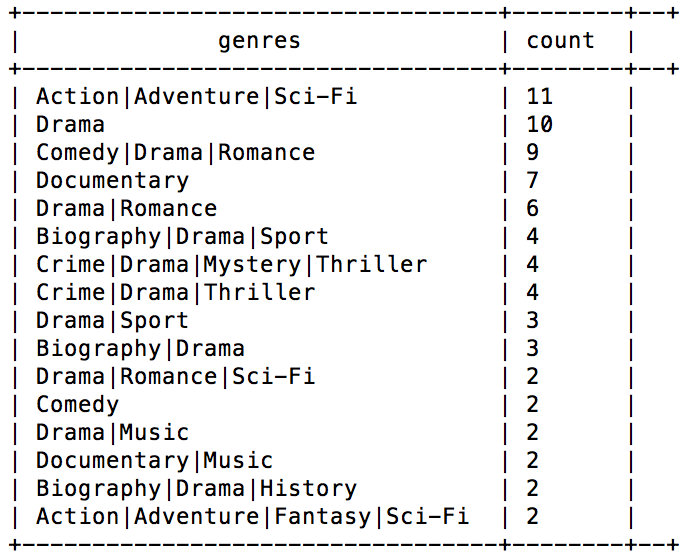 +-----------------------------------+--------+--+
|              genres               | count  |
+-----------------------------------+--------+--+
| Action|Adventure|Sci-Fi           | 11     |
| Drama                             | 10     |
| Comedy|Drama|Romance              | 9      |
| Documentary                       | 7      |
| Drama|Romance                     | 6      |
| Biography|Drama|Sport             | 4      |
| Crime|Drama|Mystery|Thriller      | 4      |
| Crime|Drama|Thriller              | 4      |
| Drama|Sport                       | 3      |
| Biography|Drama                   | 3      |
| Drama|Romance|Sci-Fi              | 2      |
| Comedy                            | 2      |
| Drama|Music                       | 2      |
| Documentary|Music                 | 2      |
| Biography|Drama|History           | 2      |
| Action|Adventure|Fantasy|Sci-Fi   | 2      |
+-----------------------------------+--------+--+